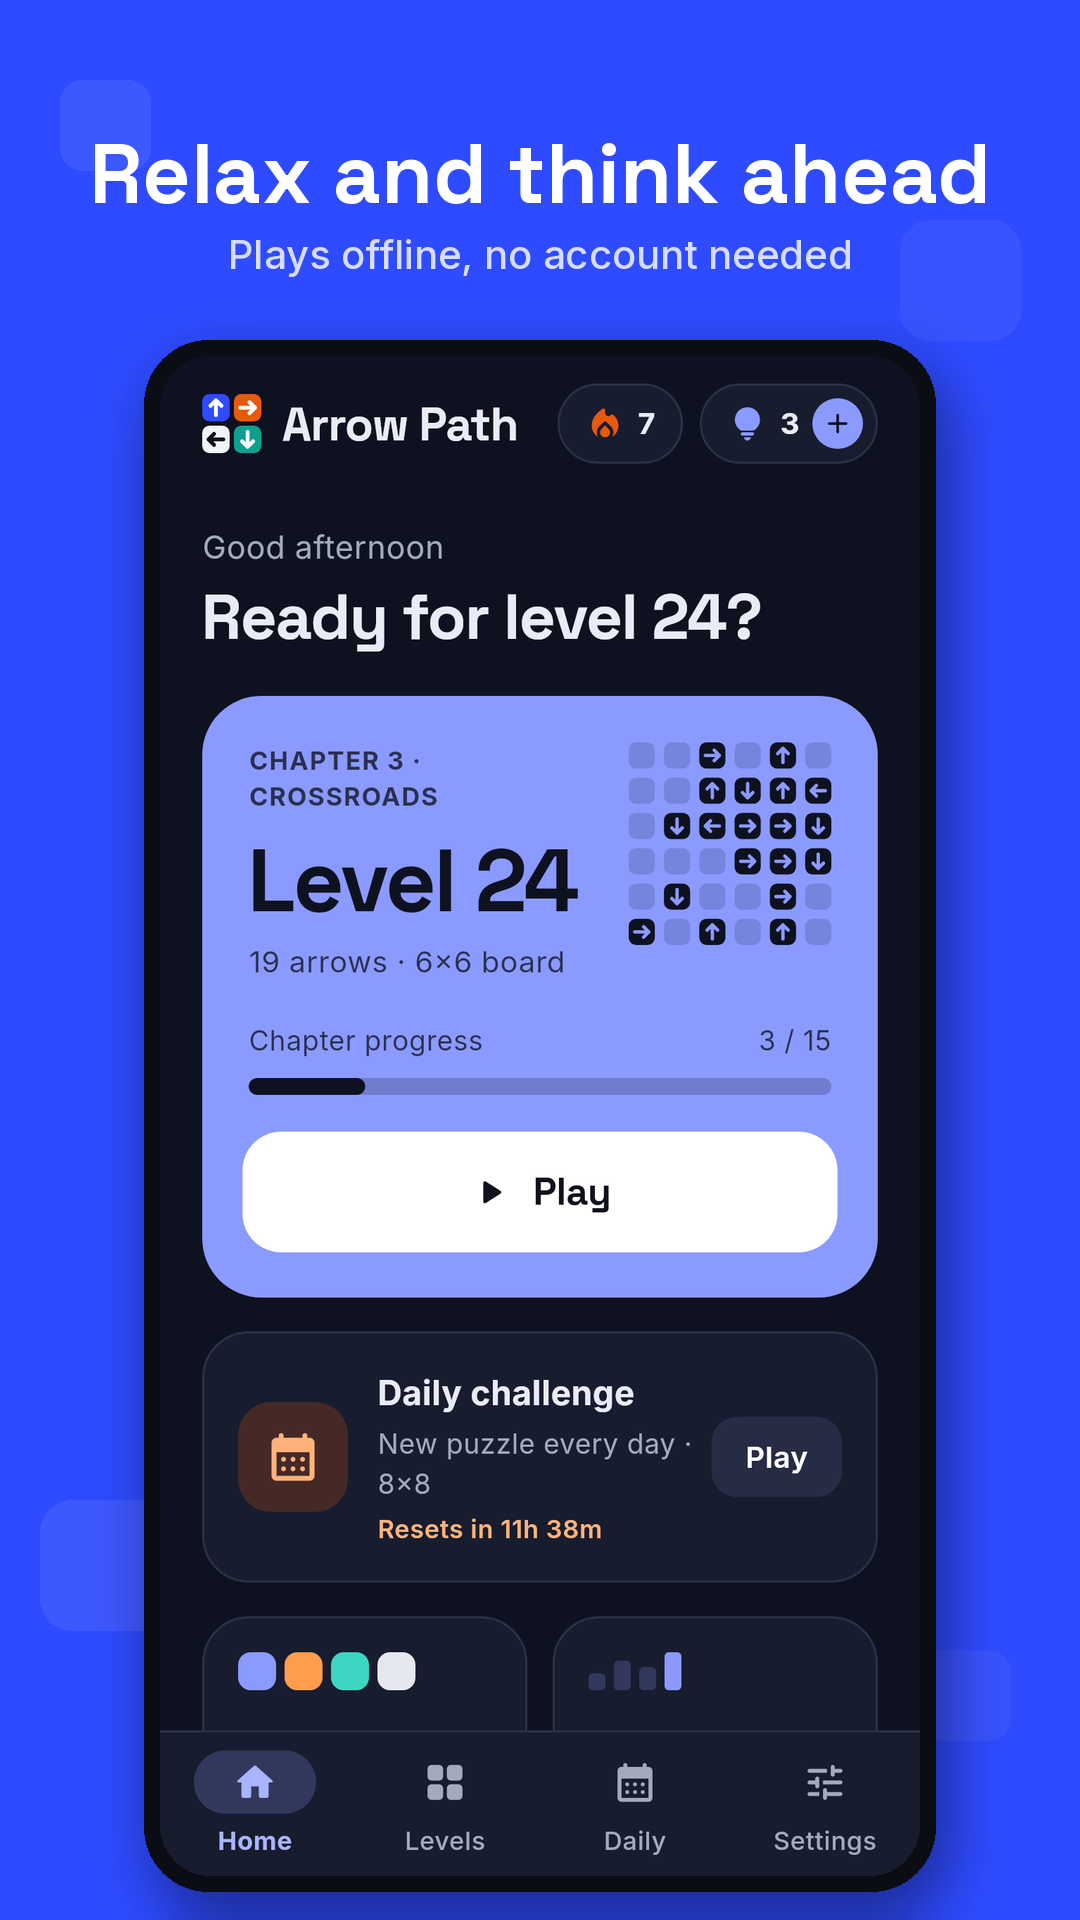 Relax and think ahead
Plays offline, no account needed
Arrow Path
7
3
Good afternoon
Ready for level 24?
CHAPTER 3 ·
CROSSROADS
Level 24
19 arrows · 6×6 board
Chapter progress
3 / 15
Play
Daily challenge
New puzzle every day ·
8×8
Resets in 11h 38m
Play
Home
Levels
Daily
Settings